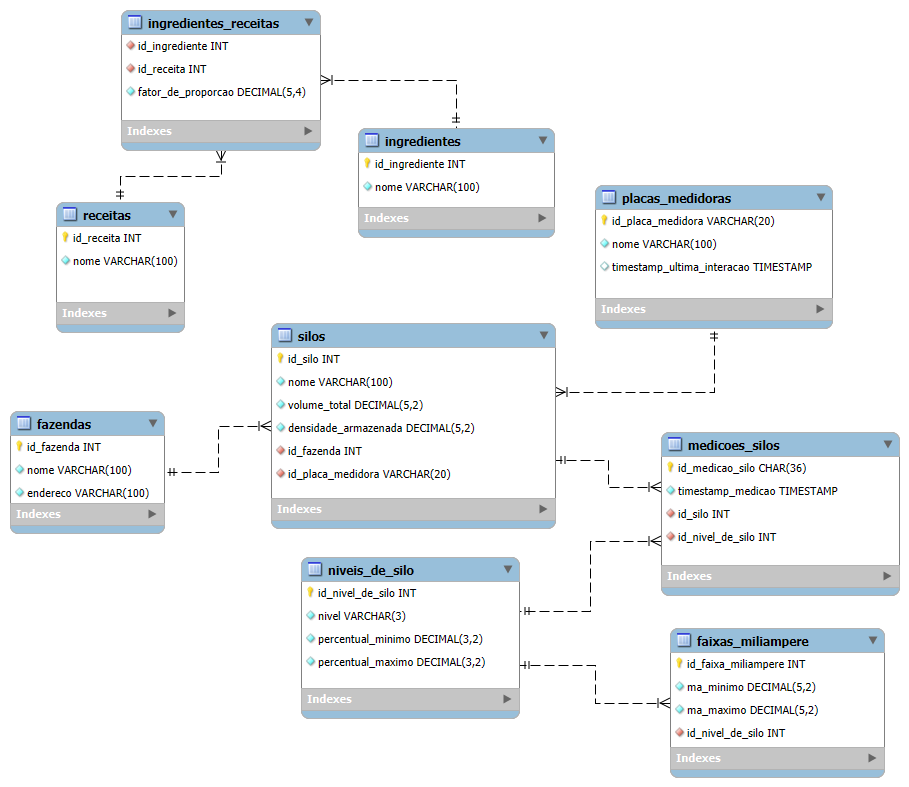 ingredientes_receitas
id_ingrediente INT
id_receita INT
fator_de_proporcao DECIMAL(5,4)
Indexes
ingredientes
id_ingrediente INT
nome VARCHAR(100)
Indexes
receitas
id_receita INT
nome VARCHAR(100)
Indexes
placas_medidoras
id_placa_medidora VARCHAR(20)
nome VARCHAR(100)
timestamp_ultima_interacao TIMESTAMP
Indexes
silos
id_silo INT
nome VARCHAR(100)
volume_total DECIMAL(5,2)
densidade_armazenada DECIMAL(5,2)
id_fazenda INT
id_placa_medidora VARCHAR(20)
Indexes
fazendas
id_fazenda INT
nome VARCHAR(100)
endereco VARCHAR(100)
Indexes
medicoes_silos
id_medicao_silo CHAR(36)
timestamp_medicao TIMESTAMP
id_silo INT
id_nivel_de_silo INT
Indexes
niveis_de_silo
id_nivel_de_silo INT
nivel VARCHAR(3)
percentual_minimo DECIMAL(3,2)
percentual_maximo DECIMAL(3,2)
Indexes
faixas_miliampere
id_faixa_miliampere INT
ma_minimo DECIMAL(5,2)
ma_maximo DECIMAL(5,2)
id_nivel_de_silo INT
Indexes